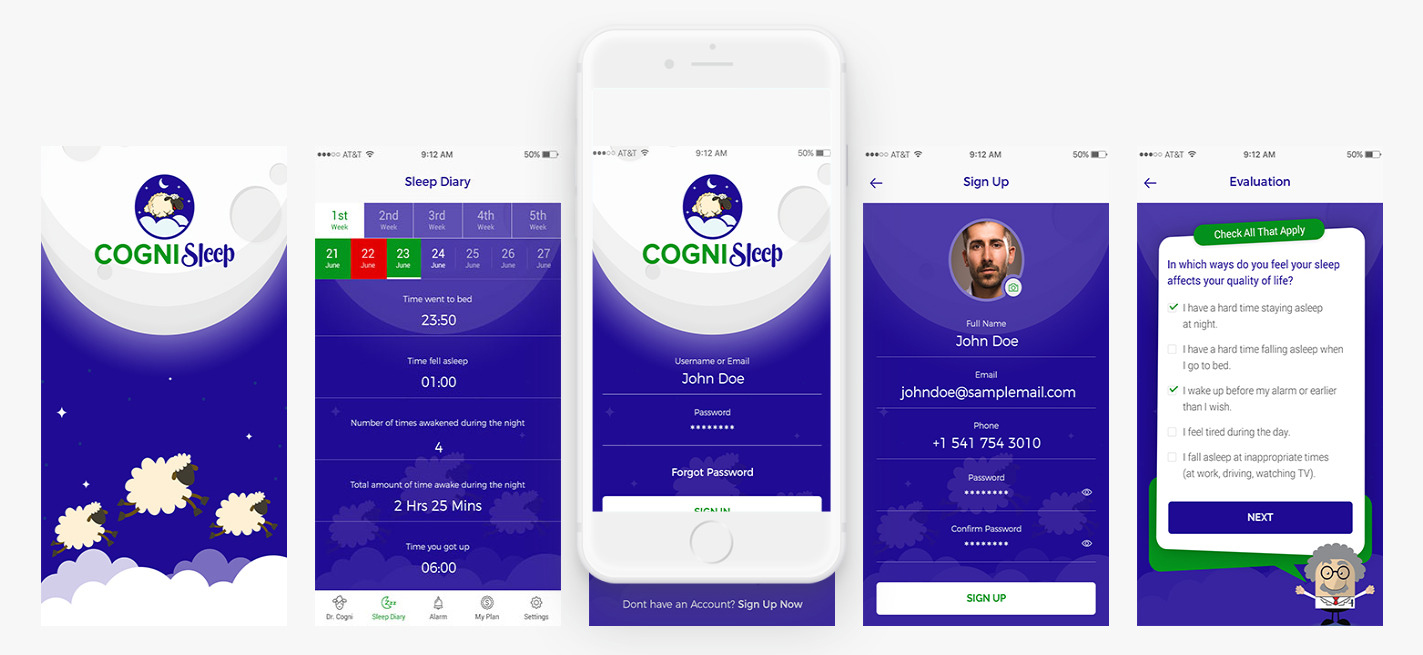 COGNI Sleep
AT&T 9:12 AM 50%
Sleep Diary
1st 2nd 3rd 4th 5th
Week Week Week Week Week
21 22 23 24 25 26 27
June June June June June June June
Time went to bed
23:50
Time fell asleep
01:00
Number of times awakened during the night
4
Total amount of time awake during the night
2 Hrs 25 Mins
Time you got up
06:00
Dr. Cogni Sleep Diary Alarm My Plan Settings
AT&T 9:12 AM 50%
COGNI Sleep
Username or Email
John Doe
Password
********
Forgot Password
SIGN IN
Dont have an Account? Sign Up Now
AT&T 9:12 AM 50%
Sign Up
Full Name
John Doe
Email
johndoe@samplemail.com
Phone
+1 541 754 3010
Password
********
Confirm Password
********
SIGN UP
AT&T 9:12 AM 50%
Evaluation
Check All That Apply
In which ways do you feel your sleep
affects your quality of life?
I have a hard time staying asleep
at night.
I have a hard time falling asleep when
I go to bed.
I wake up before my alarm or earlier
than I wish.
I feel tired during the day.
I fall asleep at inappropriate times
(at work, driving, watching TV).
NEXT